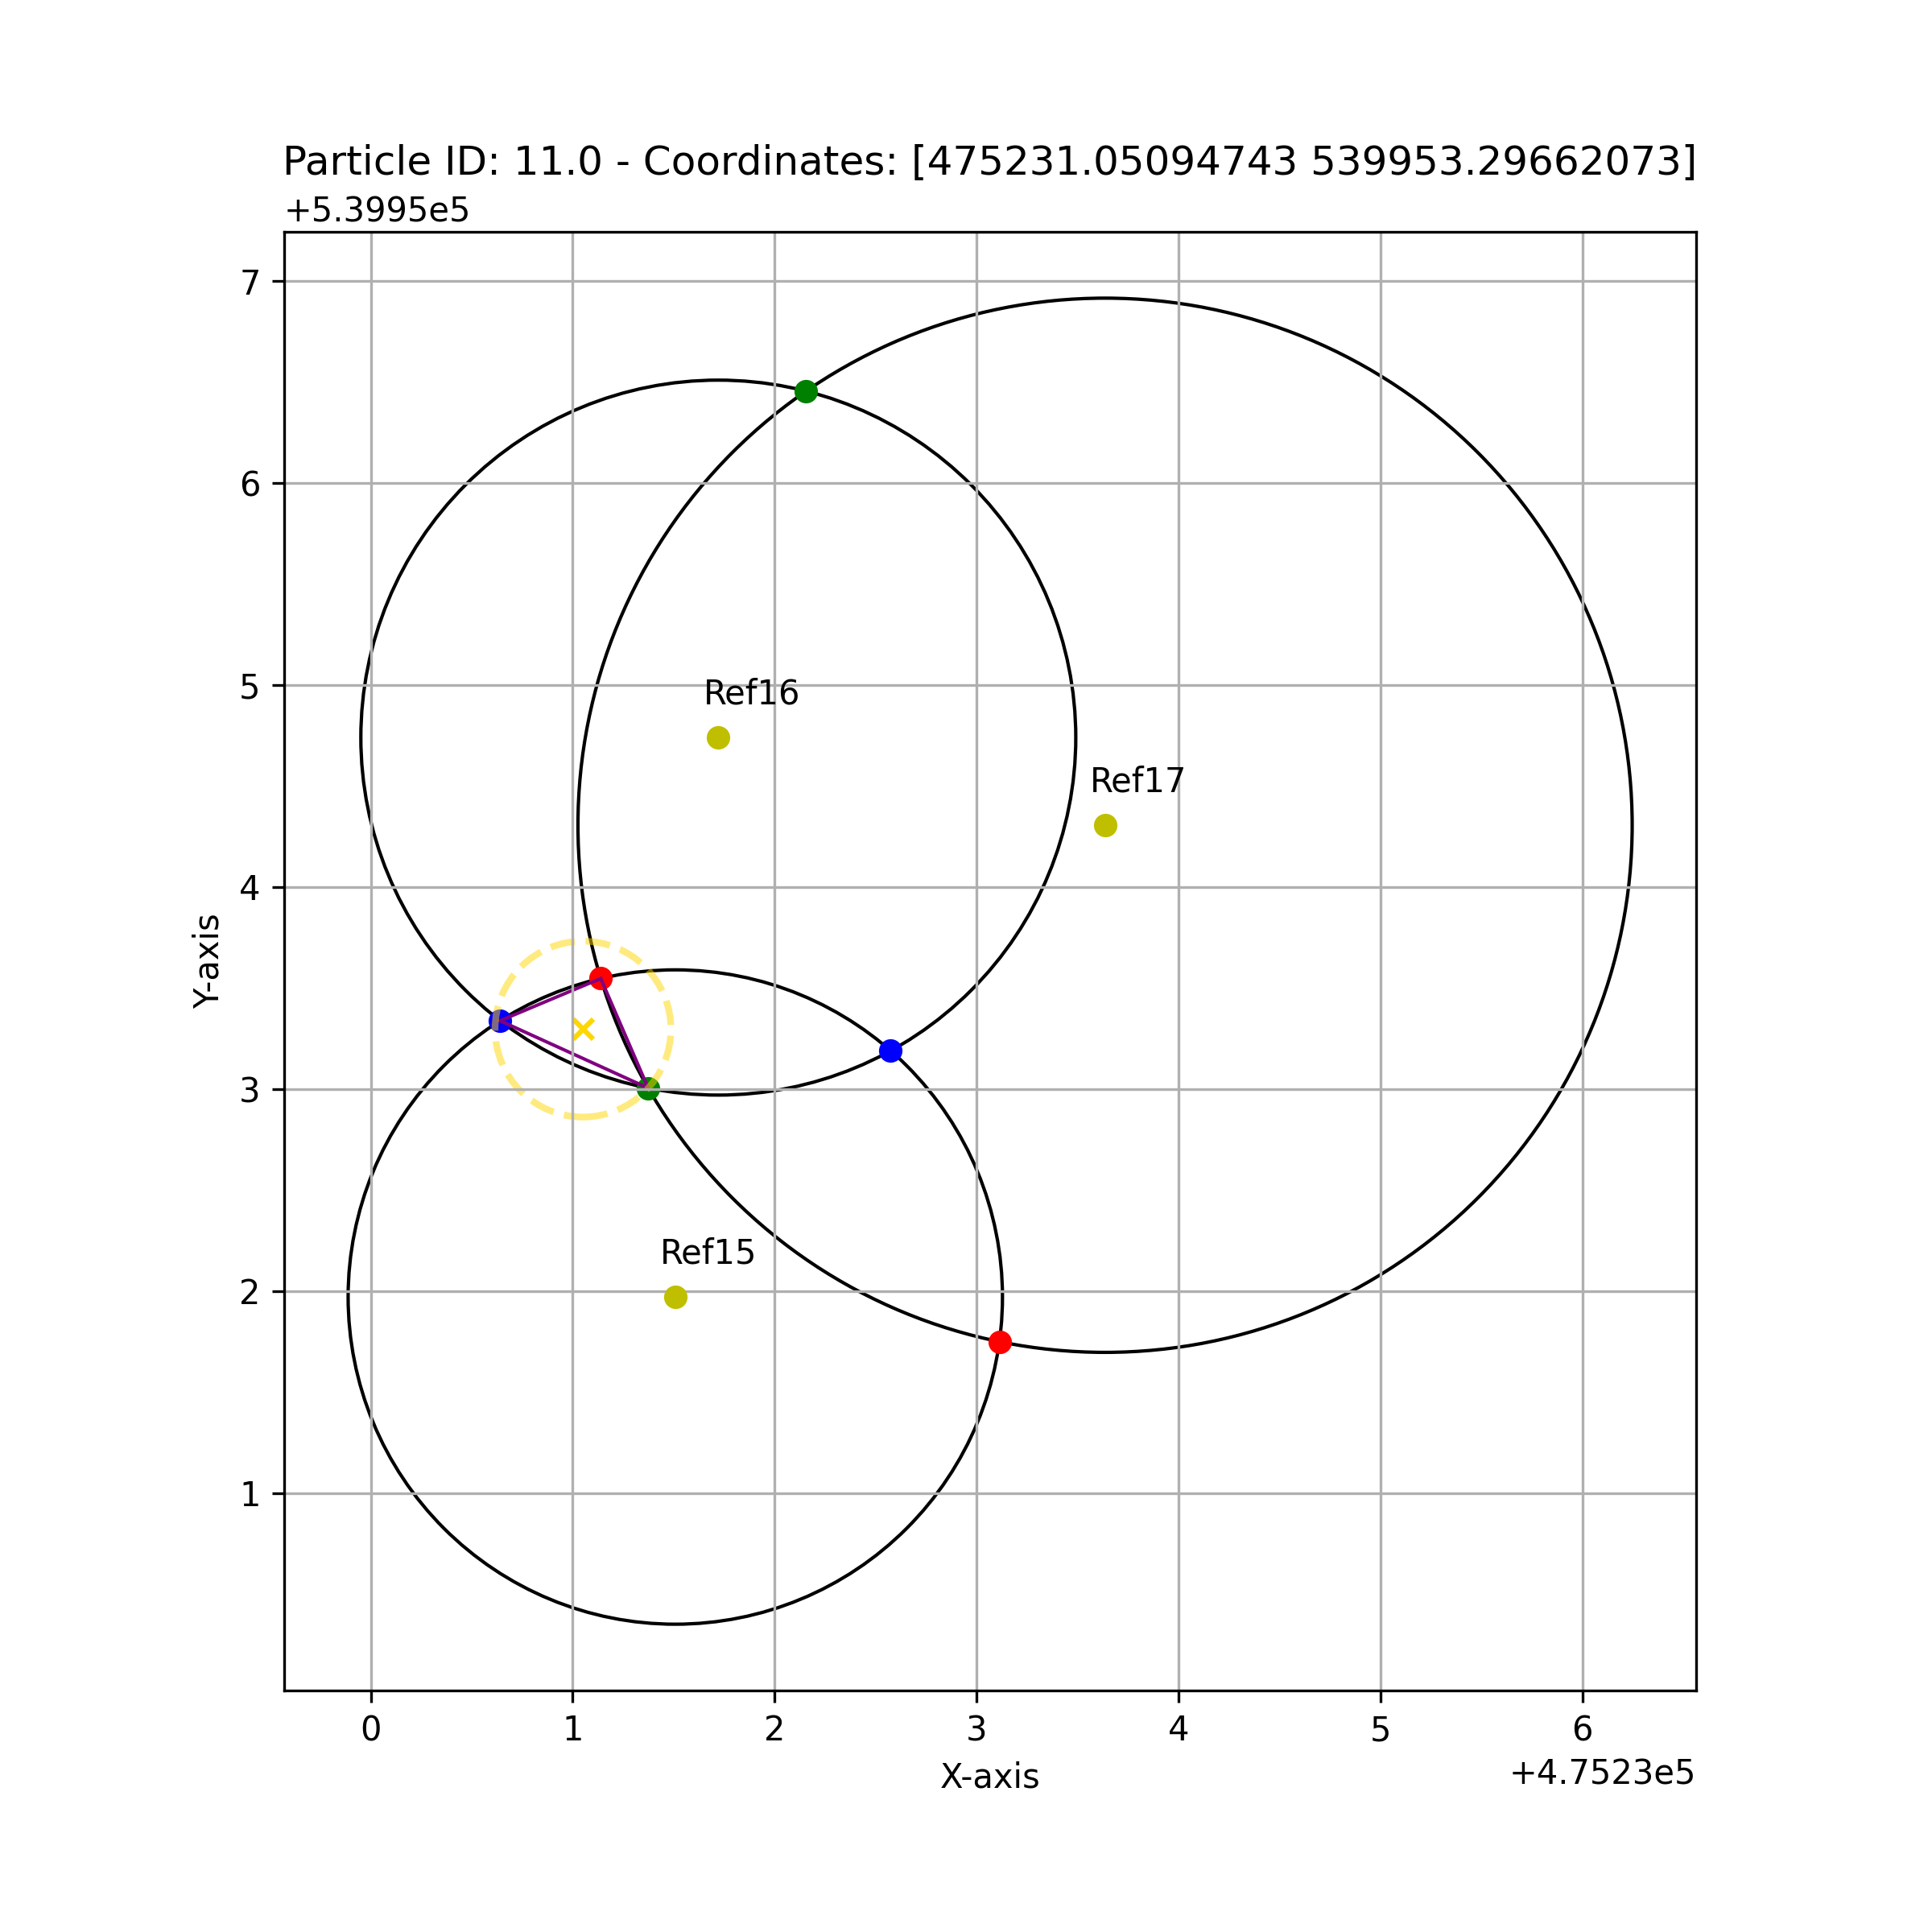 Particle ID: 11.0 - Coordinates: [475231.05094743 539953.29662073]
+5.3995e5
7
6
5
4
3
2
1
Y-axis
Ref16
Ref17
Ref15
0 1 2 3 4 5 6
X-axis
+4.7523e5